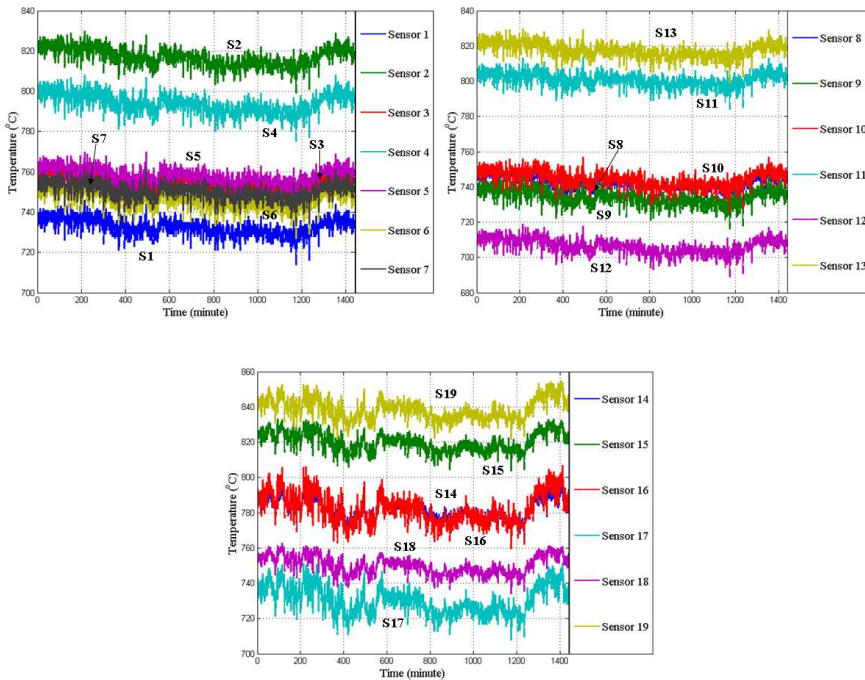 840
820
800
780
760
740
720
700
0 200 400 600 800 1000 1200 1400
Temperature (°C)
Time (minute)
S2
S4
S7
S5
S3
S6
S1
Sensor 1
Sensor 2
Sensor 3
Sensor 4
Sensor 5
Sensor 6
Sensor 7
840
820
800
780
760
740
720
700
680
0 200 400 600 800 1000 1200 1400
Temperature (°C)
Time (minute)
S13
S11
S8
S10
S9
S12
Sensor 8
Sensor 9
Sensor 10
Sensor 11
Sensor 12
Sensor 13
860
840
820
800
780
760
740
720
700
0 200 400 600 800 1000 1200 1400
Temperature (°C)
Time (minute)
S19
S15
S14
S16
S18
S17
Sensor 14
Sensor 15
Sensor 16
Sensor 17
Sensor 18
Sensor 19